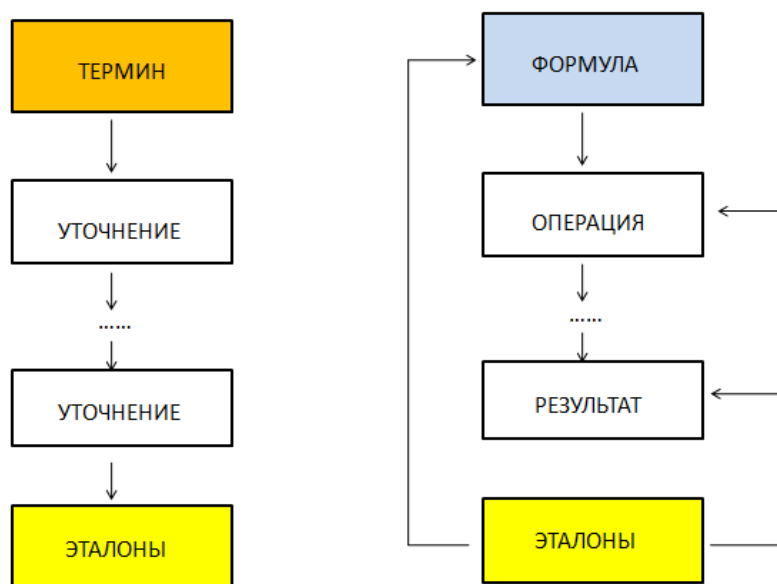 ТЕРМИН
УТОЧНЕНИЕ
......
УТОЧНЕНИЕ
ЭТАЛОНЫ
ФОРМУЛА
ОПЕРАЦИЯ
......
РЕЗУЛЬТАТ
ЭТАЛОНЫ